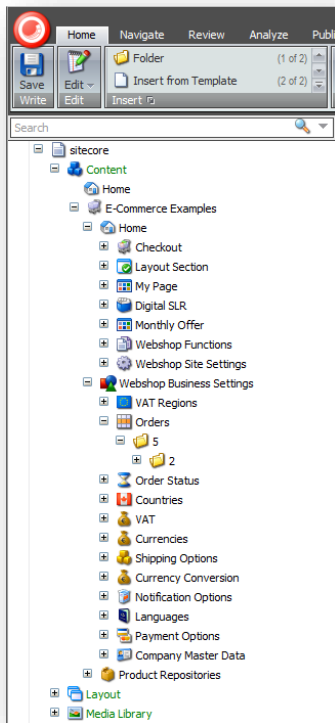 Home Navigate Review Analyze Publi
Folder (1 of 2)
Insert from Template (2 of 2)
Save Edit
Write Edit Insert
Search
sitecore
Content
Home
E-Commerce Examples
Home
Checkout
Layout Section
My Page
Digital SLR
Monthly Offer
Webshop Functions
Webshop Site Settings
Webshop Business Settings
VAT Regions
Orders
5
2
Order Status
Countries
VAT
Currencies
Shipping Options
Currency Conversion
Notification Options
Languages
Payment Options
Company Master Data
Product Repositories
Layout
Media Library